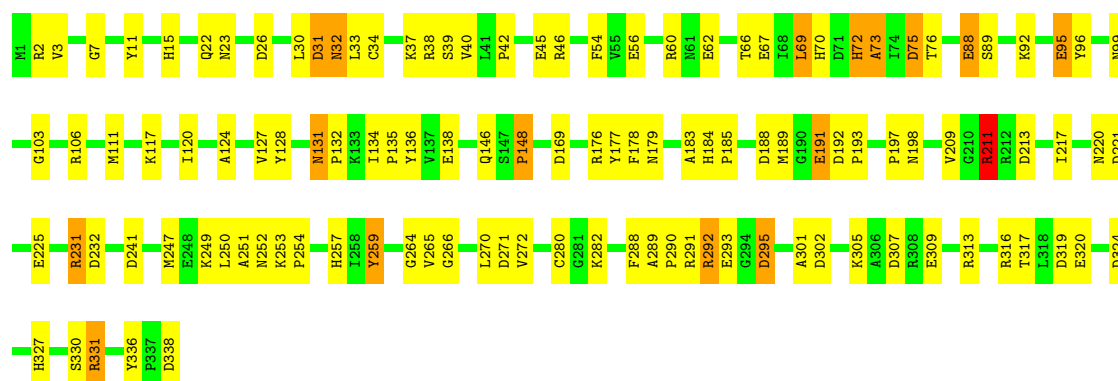 M1 R2 V3 G7 Y11 H15 Q22 N23 D26 L30 D31 N32 L33 C34 K37 R38 S39 V40 L41 P42 E45 R46 F54 V55 E56 R60 N61 E62 T66 E67 I68 L69 H70 D71 H72 A73 I74 D75 T76 E88 S89 K92 E95 Y96
G103 R106 M111 K117 I120 A124 V127 Y128 N131 P132 K133 I134 P135 Y136 V137 E138 Q146 S147 P148 D169 R176 Y177 F178 N179 A183 H184 P185 D188 M189 G190 E191 D192 P193 P197 N198 V209 G210 R211 R212 D213 I217 N220
E225 R231 D232 D241 M247 E248 K249 L250 A251 N252 K253 P254 H257 I258 Y259 G264 V265 G266 L270 D271 V272 C280 G281 K282 F288 A289 P290 R291 R292 E293 G294 D295 A301 D302 K305 A306 D307 R308 E309 R313 R316 T317 L318 D319 E320
H327 S330 R331 Y336 P337 D338